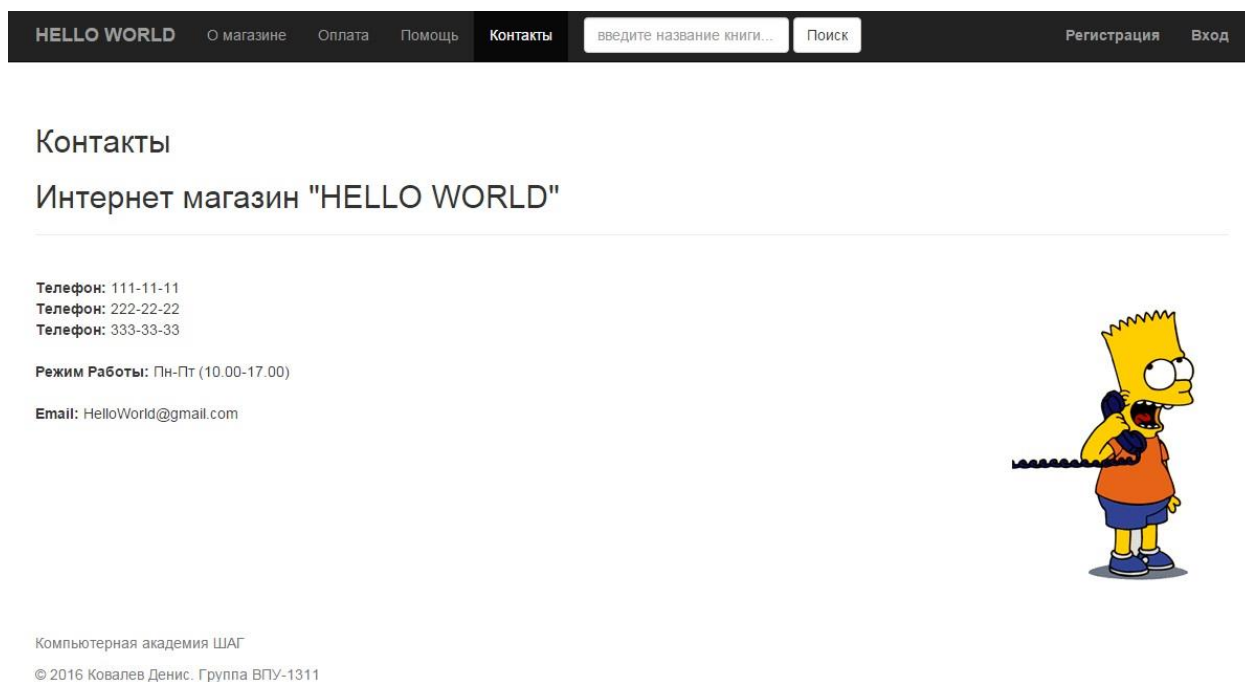 HELLO WORLD О магазине Оплата Помощь Контакты введите название книги... Поиск Регистрация Вход
Контакты
Интернет магазин "HELLO WORLD"
Телефон: 111-11-11
Телефон: 222-22-22
Телефон: 333-33-33
Режим Работы: Пн-Пт (10.00-17.00)
Email: HelloWorld@gmail.com
Компьютерная академия ШАГ
© 2016 Ковалев Денис. Группа ВПУ-1311